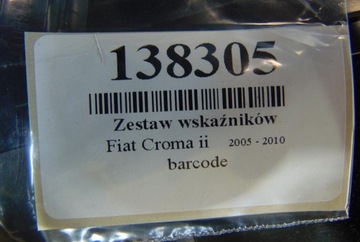 138305
Zestaw wskaźników
Fiat Croma ii 2005 - 2010
barcode